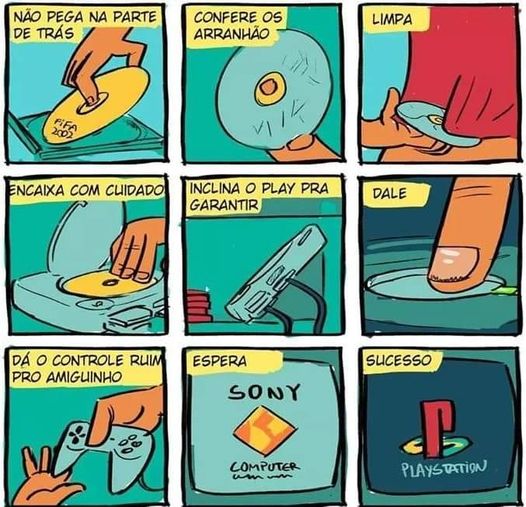 NÃO PEGA NA PARTE
DE TRÁS
FIFA
2002
CONFERE OS
ARRANHÃO
LIMPA
ENCAIXA COM CUIDADO
INCLINA O PLAY PRA
GARANTIR
DALE
DÁ O CONTROLE RUIM
PRO AMIGUINHO
ESPERA
SONY
COMPUTER
SUCESSO
PLAYSTATION